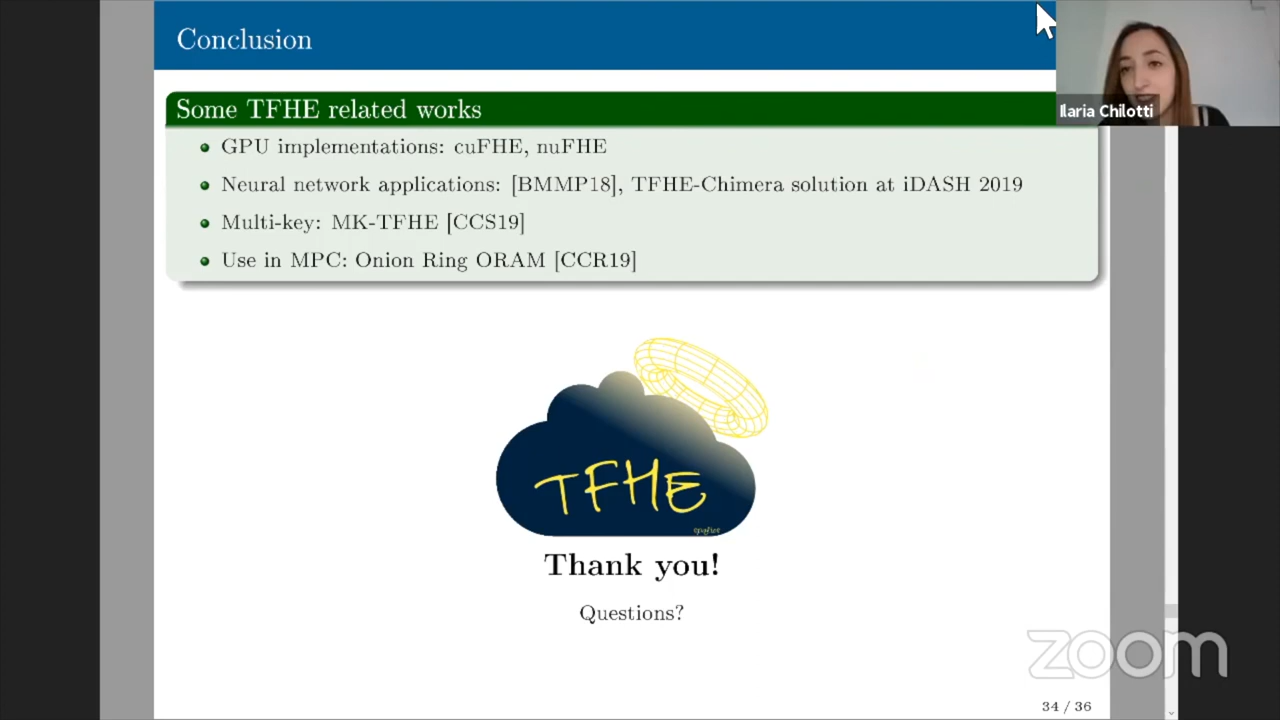 Conclusion
Ilaria Chilotti
Some TFHE related works
GPU implementations: cuFHE, nuFHE
Neural network applications: [BMMP18], TFHE-Chimera solution at iDASH 2019
Multi-key: MK-TFHE [CCS19]
Use in MPC: Onion Ring ORAM [CCR19]
TFHE
Thank you!
Questions?
zoom
34 / 36